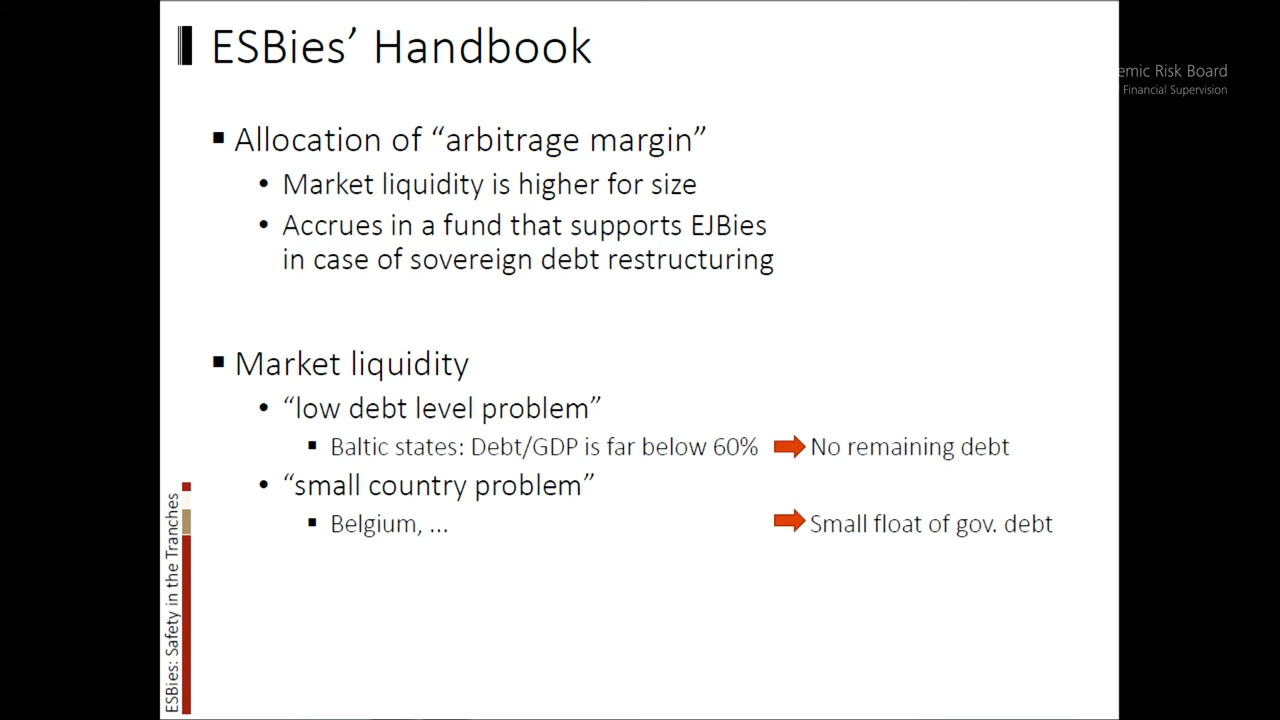 ESBies’ Handbook
emic Risk Board
Financial Supervision
▪ Allocation of “arbitrage margin”
• Market liquidity is higher for size
• Accrues in a fund that supports EJBies
in case of sovereign debt restructuring
▪ Market liquidity
• “low debt level problem”
▪ Baltic states: Debt/GDP is far below 60% No remaining debt
• “small country problem”
▪ Belgium, ... Small float of gov. debt
ESBies: Safety in the Tranches